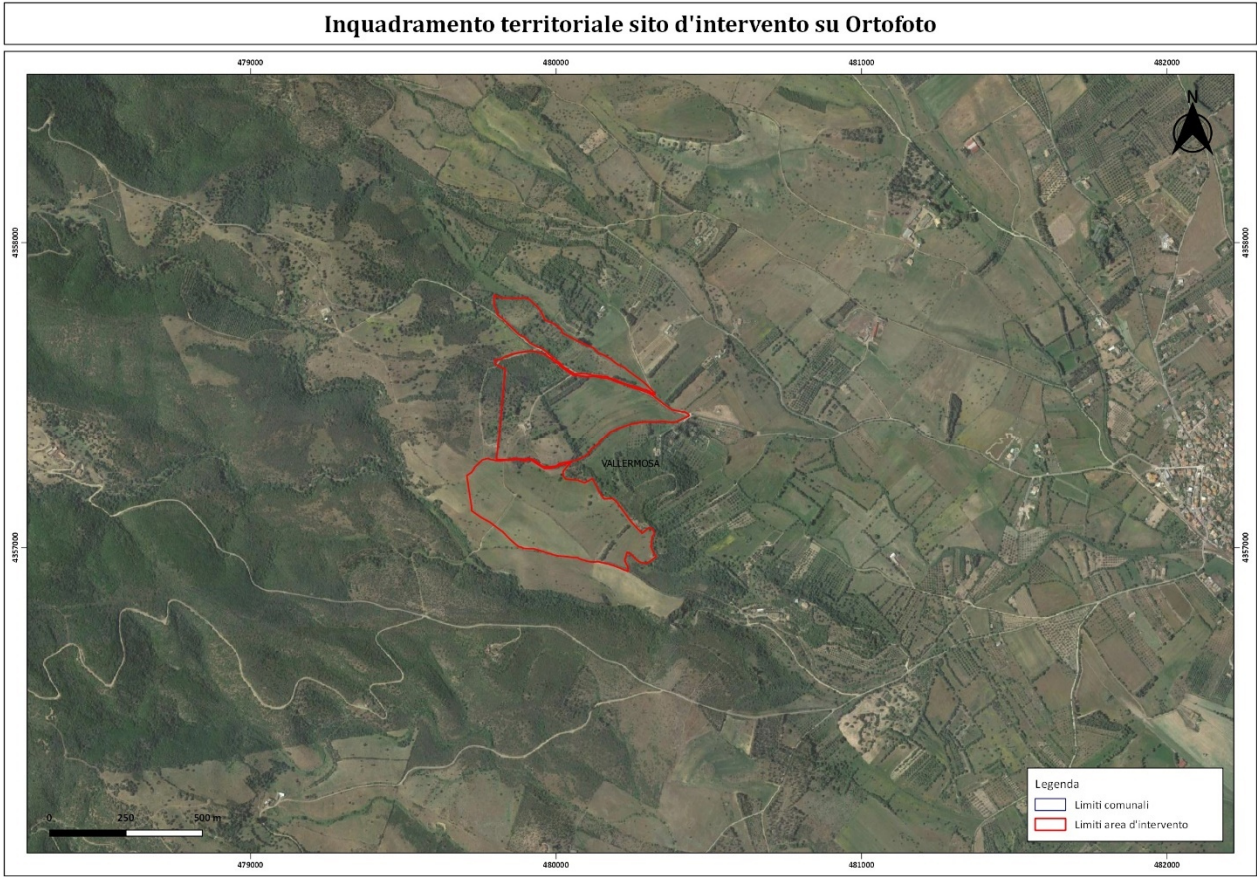 Inquadramento territoriale sito d'intervento su Ortofoto
479000 480000 481000 482000
N
4358000 4358000
VALLERMOSA
4357000 4357000
Legenda
Limiti comunali
Limiti area d'intervento
0 250 500 m
479000 480000 481000 482000